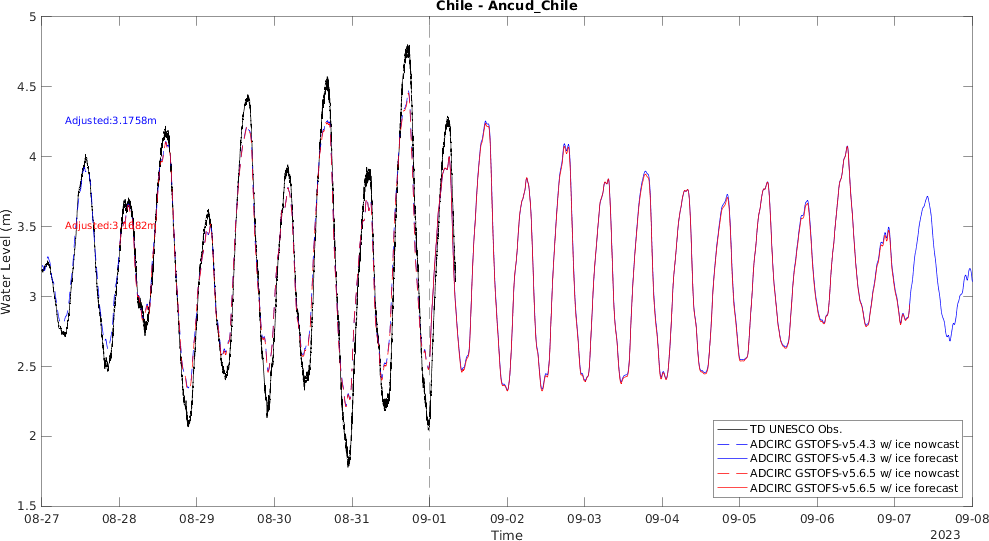 Chile - Ancud_Chile
Water Level (m)
5
4.5
4
3.5
3
2.5
2
1.5
Adjusted:3.1758m
Adjusted:3.1682m
TD UNESCO Obs.
ADCIRC GSTOFS-v5.4.3 w/ ice nowcast
ADCIRC GSTOFS-v5.4.3 w/ ice forecast
ADCIRC GSTOFS-v5.6.5 w/ ice nowcast
ADCIRC GSTOFS-v5.6.5 w/ ice forecast
08-27 08-28 08-29 08-30 08-31 09-01 09-02 09-03 09-04 09-05 09-06 09-07 09-08
Time
2023